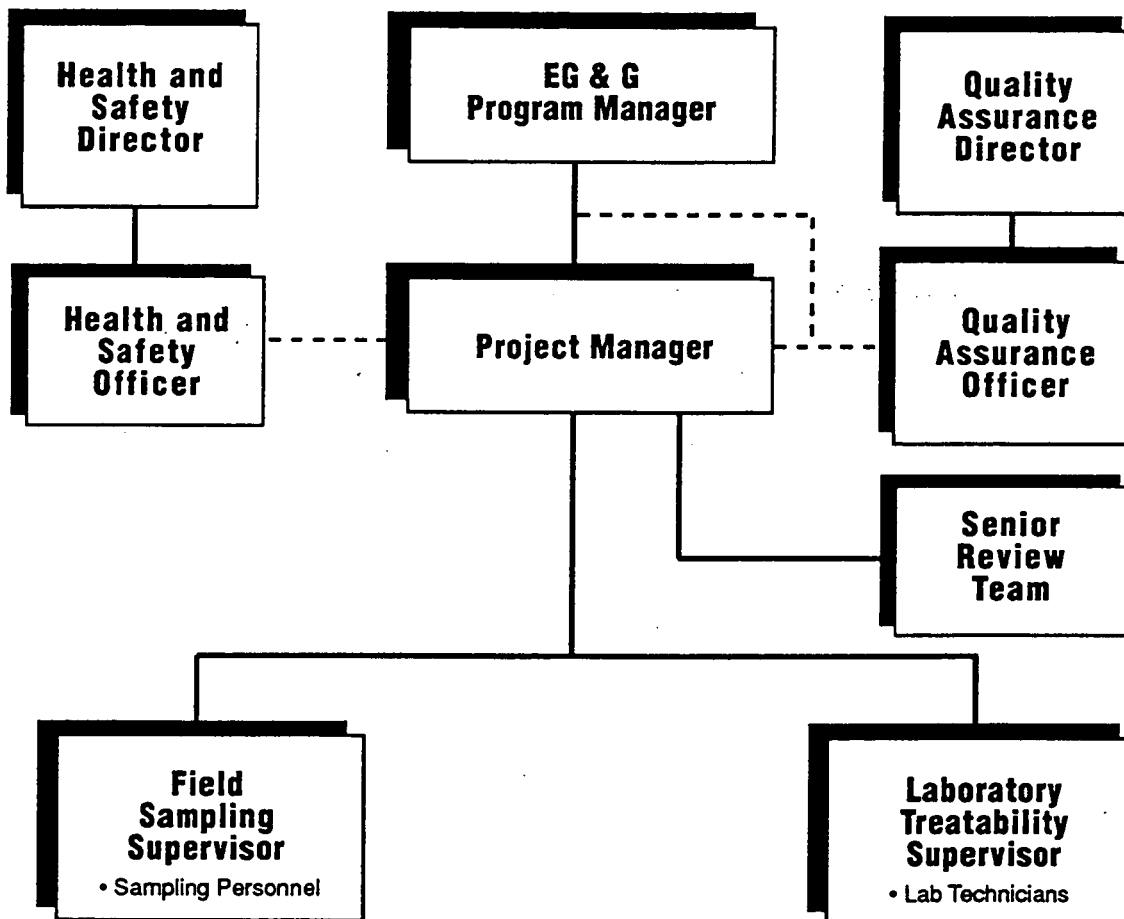 Health and
Safety
Director
EG & G
Program Manager
Quality
Assurance
Director
Health and
Safety
Officer
Project Manager
Quality
Assurance
Officer
Senior
Review
Team
Field
Sampling
Supervisor
• Sampling Personnel
Laboratory
Treatability
Supervisor
• Lab Technicians